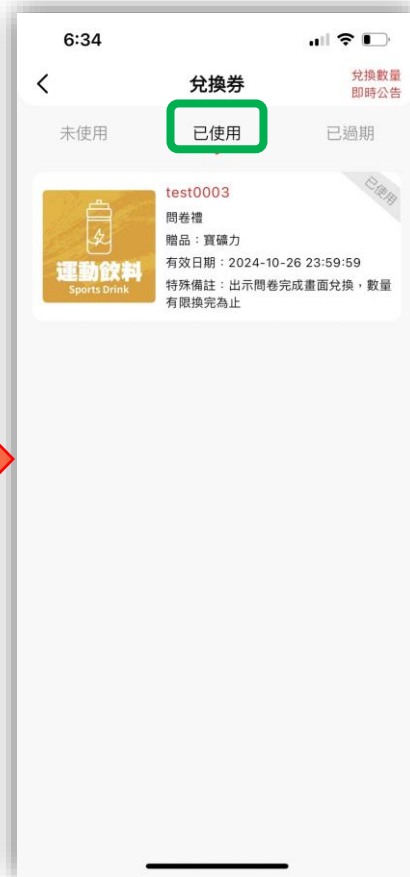 6:34
兌換券
兌換數量
即時公告
未使用
已使用
已過期
運動飲料
Sports Drink
test0003
已使用
問卷禮
贈品：寶礦力
有效日期：2024-10-26 23:59:59
特殊備註：出示問卷完成畫面兌換，數量
有限換完為止